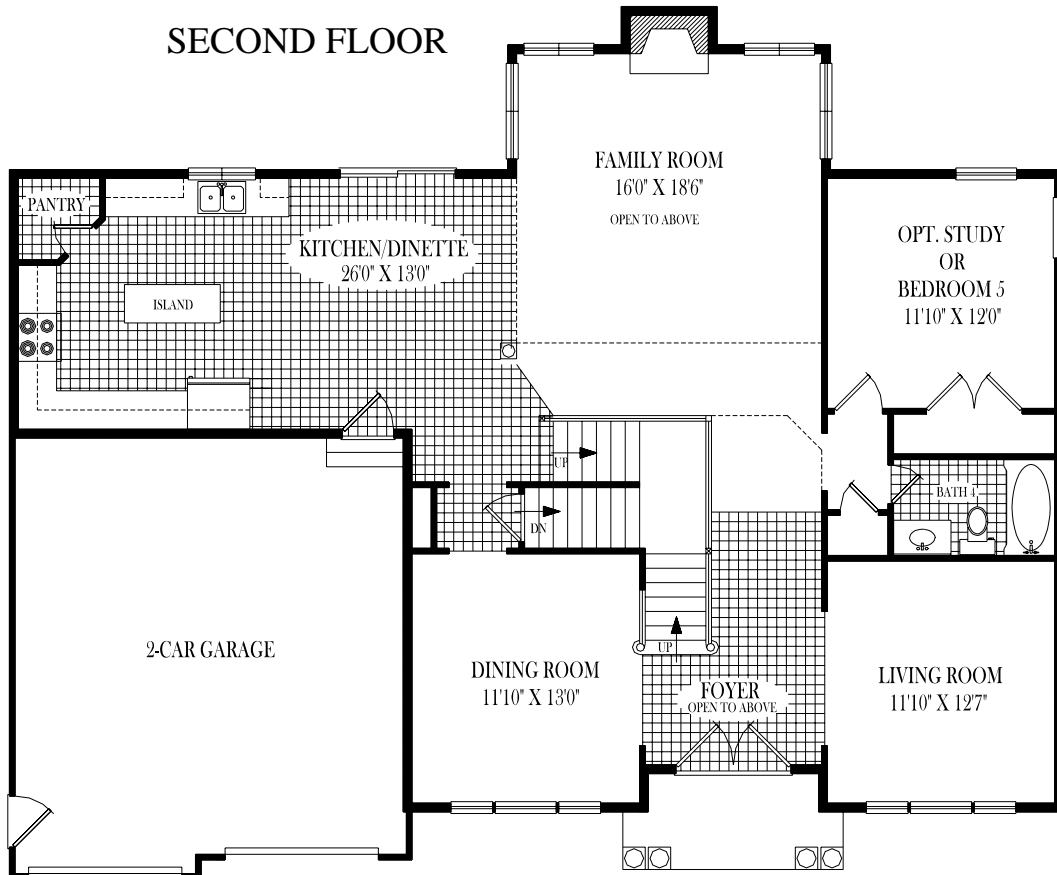 SECOND FLOOR
FAMILY ROOM
16'0" X 18'6"
OPEN TO ABOVE
PANTRY
KITCHEN/DINETTE
26'0" X 13'0"
OPT. STUDY
OR
BEDROOM 5
11'10" X 12'0"
ISLAND
UP
BATH 4
DN
2-CAR GARAGE
UP
DINING ROOM
11'10" X 13'0"
FOYER
OPEN TO ABOVE
LIVING ROOM
11'10" X 12'7"